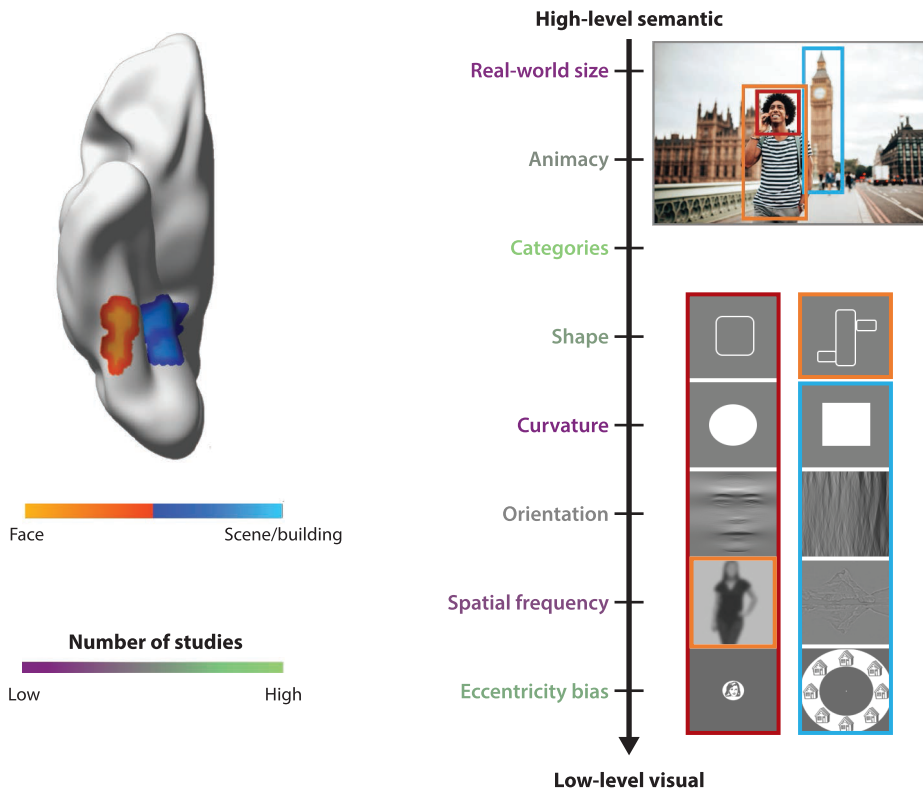 High-level semantic
Real-world size
Animacy
Categories
Shape
Curvature
Orientation
Spatial frequency
Eccentricity bias
Low-level visual
Face
Scene/building
Number of studies
Low
High